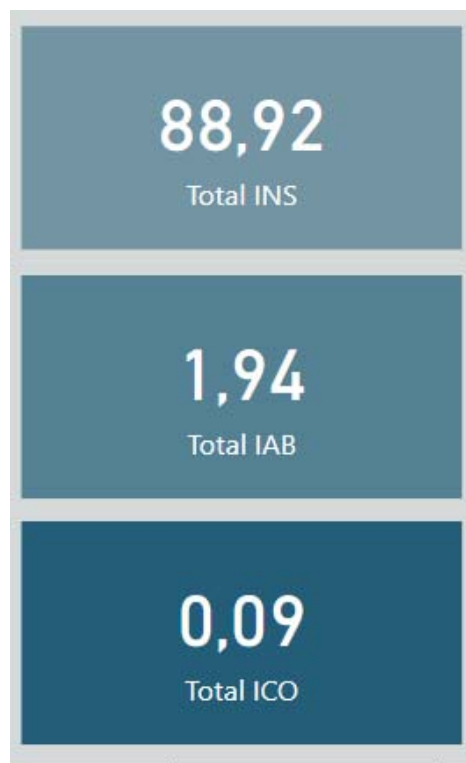 88,92
Total INS
1,94
Total IAB
0,09
Total ICO